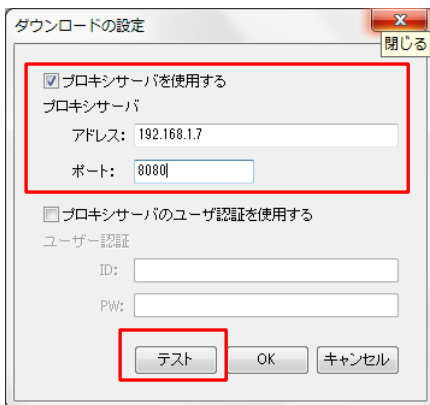 ダウンロードの設定
閉じる
プロキシサーバを使用する
プロキシサーバ
アドレス: 192.168.1.7
ポート: 8080
プロキシサーバのユーザ認証を使用する
ユーザー認証
ID:
PW:
テスト OK キャンセル